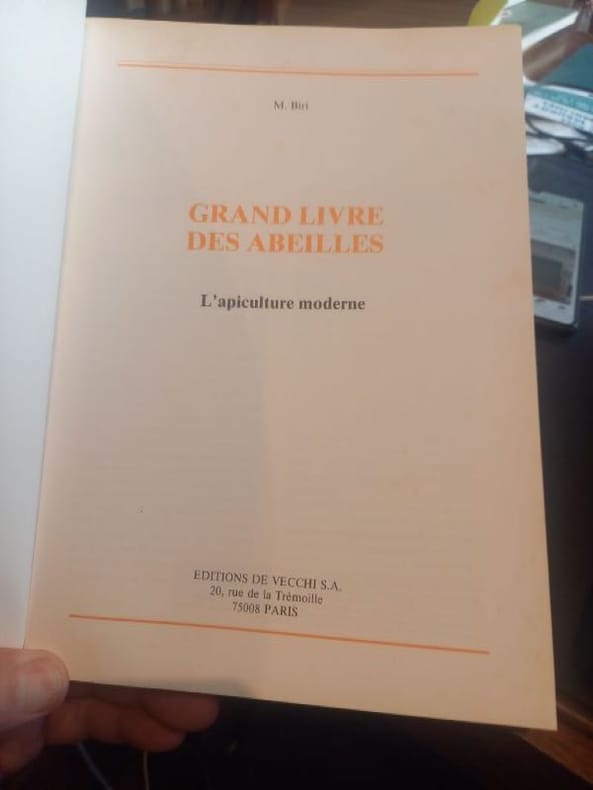 M. Biri
GRAND LIVRE
DES ABEILLES
L'apiculture moderne
EDITIONS DE VECCHI S.A.
20, rue de la Trémoille
75008 PARIS